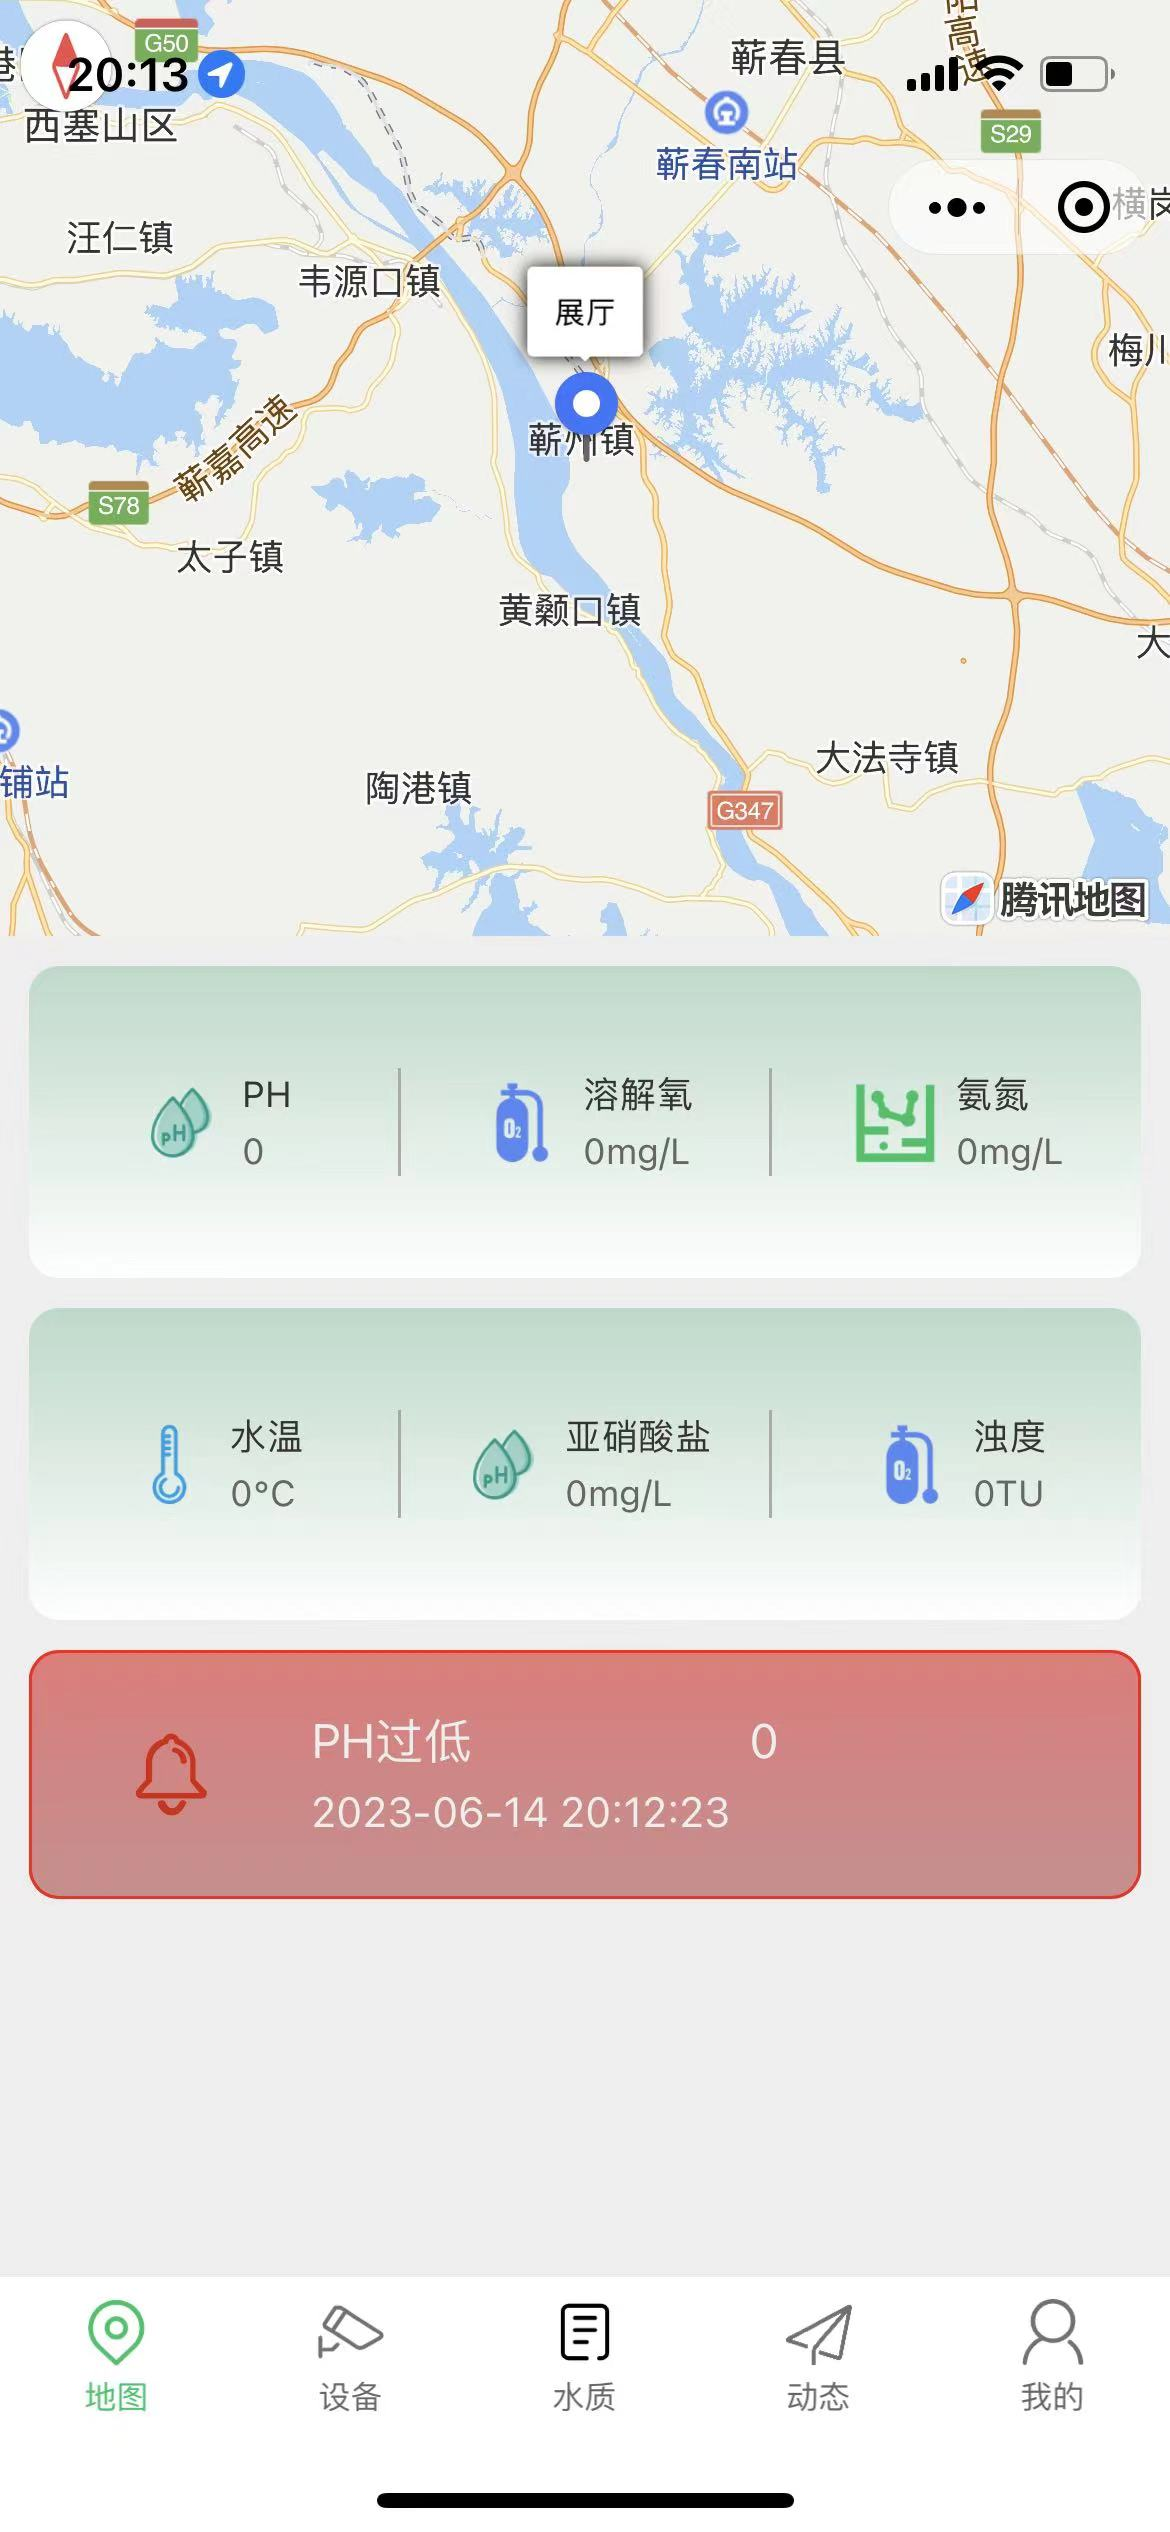 G50
20:13
西塞山区
蕲春县
S29
蕲春南站
横岗
汪仁镇
韦源口镇
展厅
梅川
蕲州镇
蕲嘉高速
S78
太子镇
黄颡口镇
大
铺站
陶港镇
大法寺镇
G347
腾讯地图
PH
0
溶解氧
0mg/L
氨氮
0mg/L
水温
0°C
亚硝酸盐
0mg/L
浊度
0TU
PH过低 0
2023-06-14 20:12:23
地图
设备
水质
动态
我的